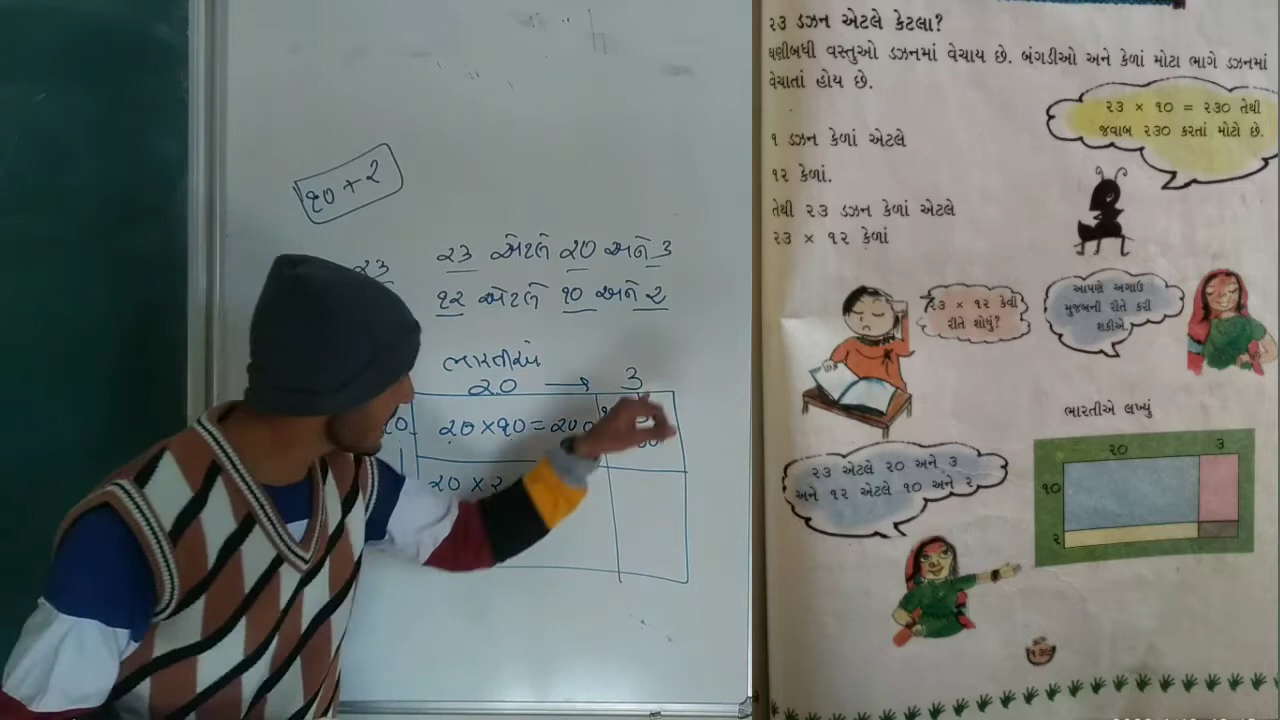 ૧૦ + ૨
૨૩
૨૩ એટલે ૨૦ અને ૩
૧૨ એટલે ૧૦ અને ૨
ભારતીએ
૨૦ → ૩
૧૦
૨૦ × ૧૦ = ૨૦૦
૨૦ × ૨
૨૩ ડઝન એટલે કેટલા?
ઘણીબધી વસ્તુઓ ડઝનમાં વેચાય છે. બંગડીઓ અને કેળાં મોટા ભાગે ડઝનમાં
વેચાતાં હોય છે.
૨૩ × ૧૦ = ૨૩૦ તેથી
જવાબ ૨૩૦ કરતાં મોટો છે.
૧ ડઝન કેળાં એટલે
૧૨ કેળાં.
તેથી ૨૩ ડઝન કેળાં એટલે
૨૩ × ૧૨ કેળાં
૨૩ × ૧૨ કેવી
રીતે શોધું?
આપણે અગાઉ
મુજબની રીતે કરી
શકીએ.
ભારતીએ લખ્યું
૨૩ એટલે ૨૦ અને ૩
અને ૧૨ એટલે ૧૦ અને ૨
૨૦ ૩
૧૦
૨